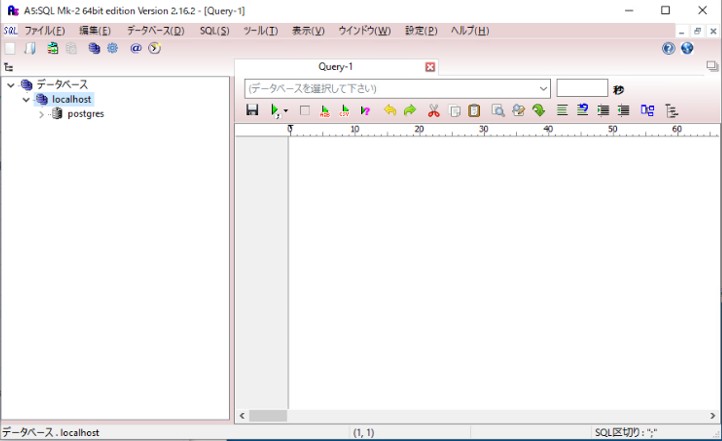 A5:SQL Mk-2 64bit edition Version 2.16.2 - [Query-1]
SQL ファイル(F) 編集(E) データベース(D) SQL(S) ツール(T) 表示(V) ウインドウ(W) 設定(P) ヘルプ(H)
Query-1
データベース
localhost
postgres
(データベースを選択して下さい) 秒
0 10 20 30 40 50 60
データベース . localhost (1, 1) SQL区切り : ";"